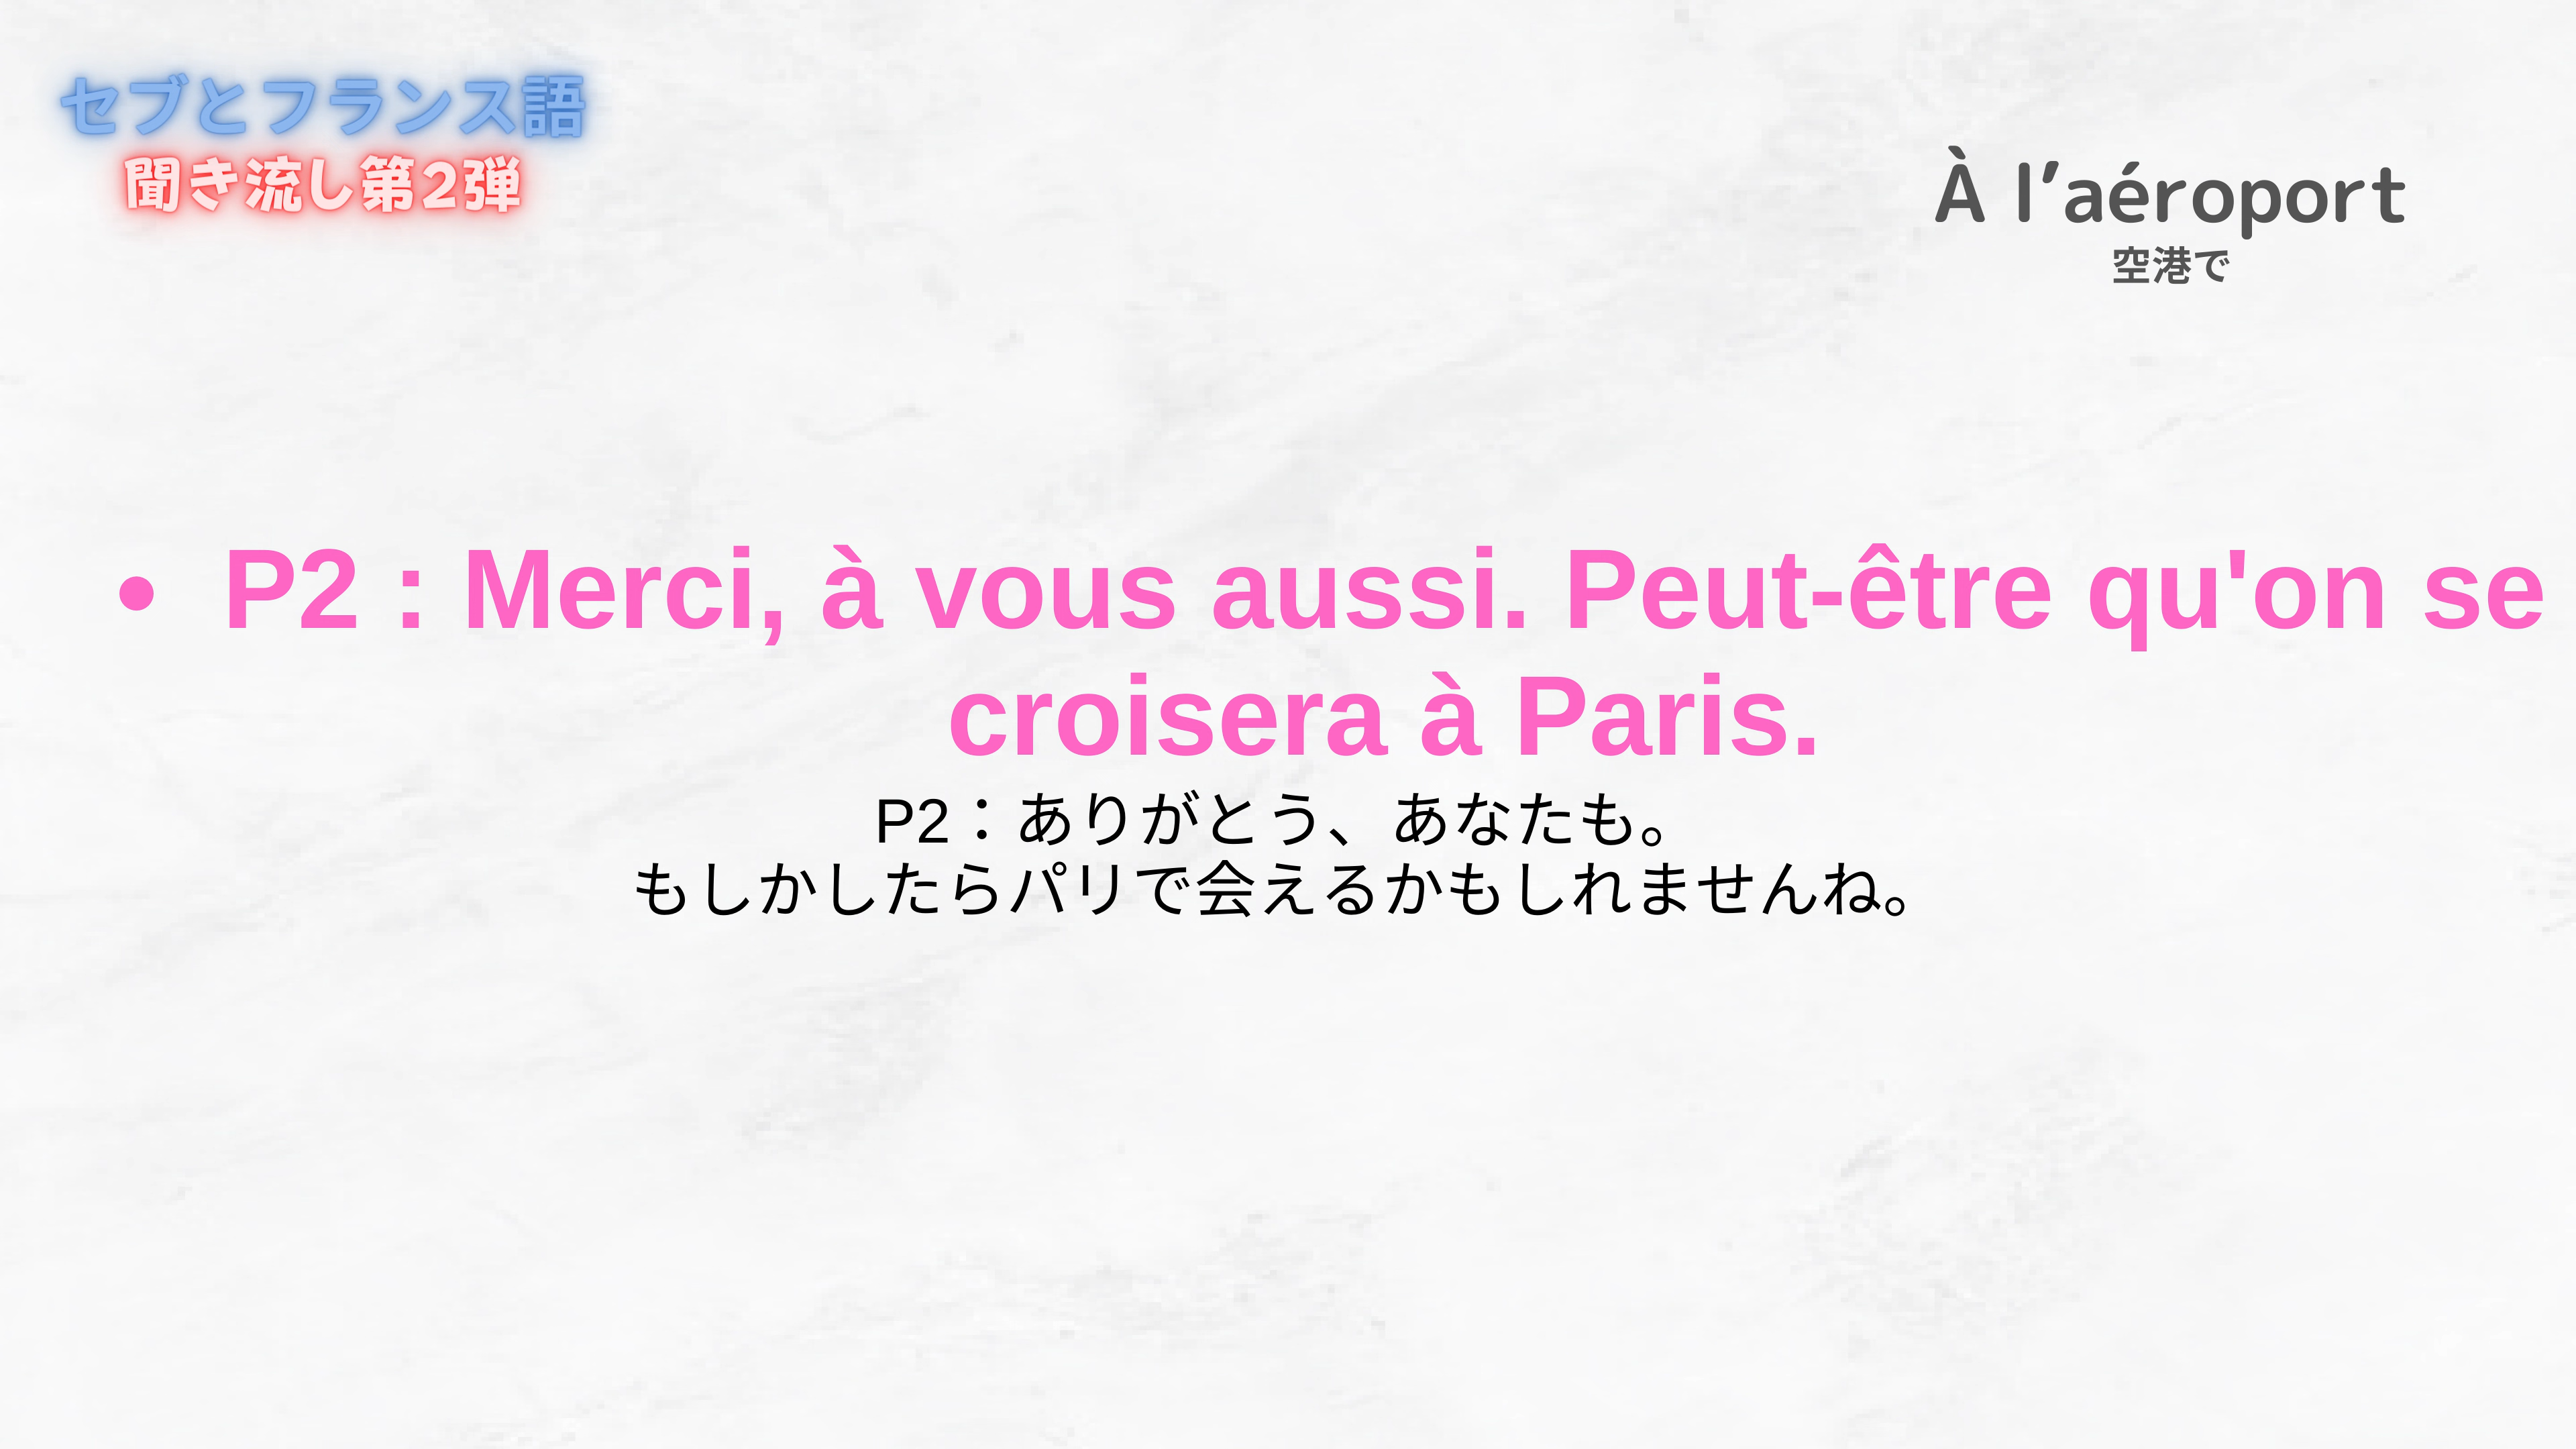 セブとフランス語
聞き流し第2弾
À l’aéroport
空港で
• P2 : Merci, à vous aussi. Peut-être qu'on se
croisera à Paris.
P2：ありがとう、あなたも。
もしかしたらパリで会えるかもしれませんね。